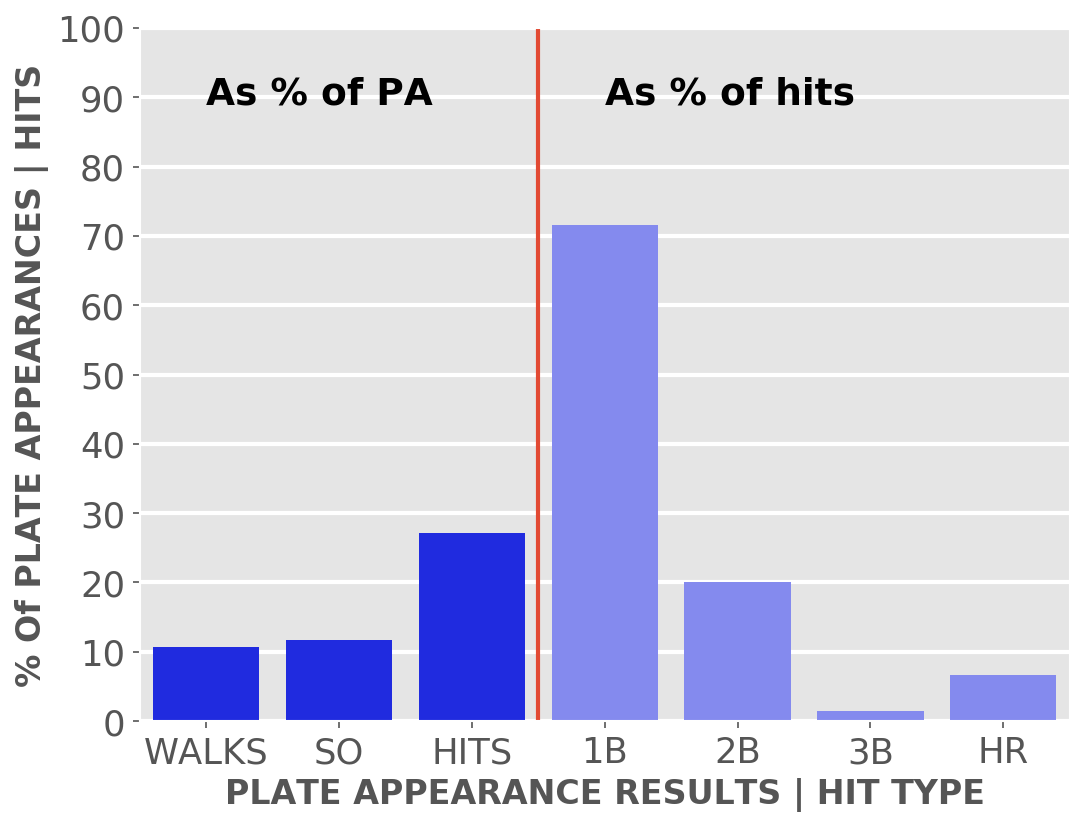 100
90
80
70
60
50
40
30
20
10
0
% Of PLATE APPEARANCES | HITS
As % of PA
As % of hits
WALKS SO HITS 1B 2B 3B HR
PLATE APPEARANCE RESULTS | HIT TYPE